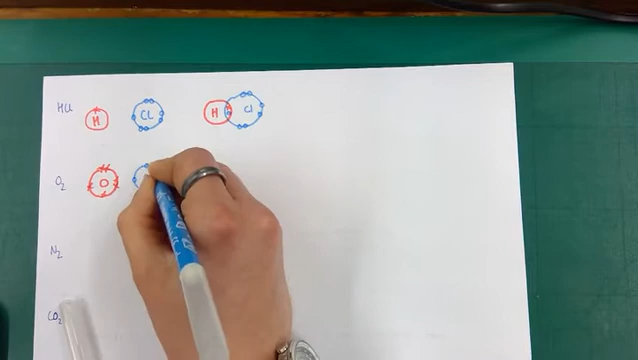 HCl H Cl H Cl
O₂ O
N₂
CO₂